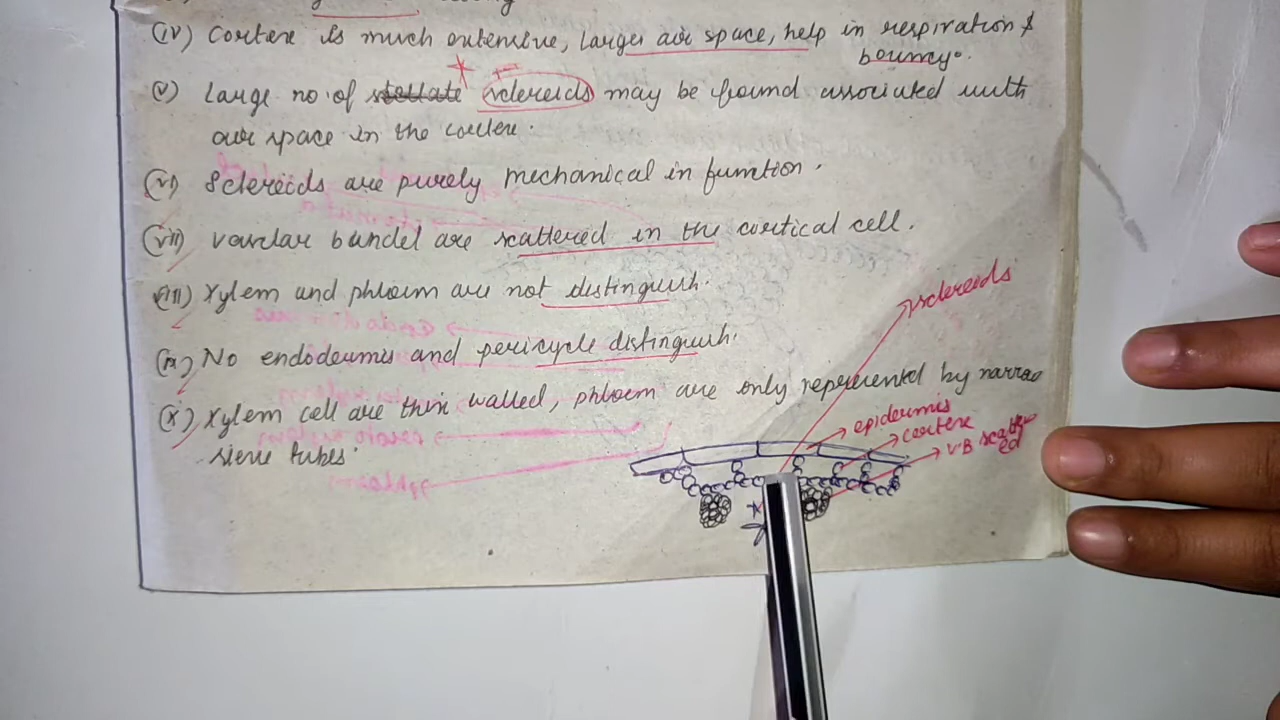 (iv) Cortex is much extensive, larger air space, help in respiration &
bouncy.
(v) Large no. of stellate sclereids may be found associated with
air space in the cortex.
(vi) Sclereids are purely mechanical in function.
(vii) vascular bundel are scattered in the cortical cell.
(viii) Xylem and phloem are not distinguish.
(ix) No endodermis and pericycle distinguish.
(x) Xylem cell are thin walled, phloem are only represented by narrow
sieve tubes.
sclereids
epidermis
cortex
VB scattered